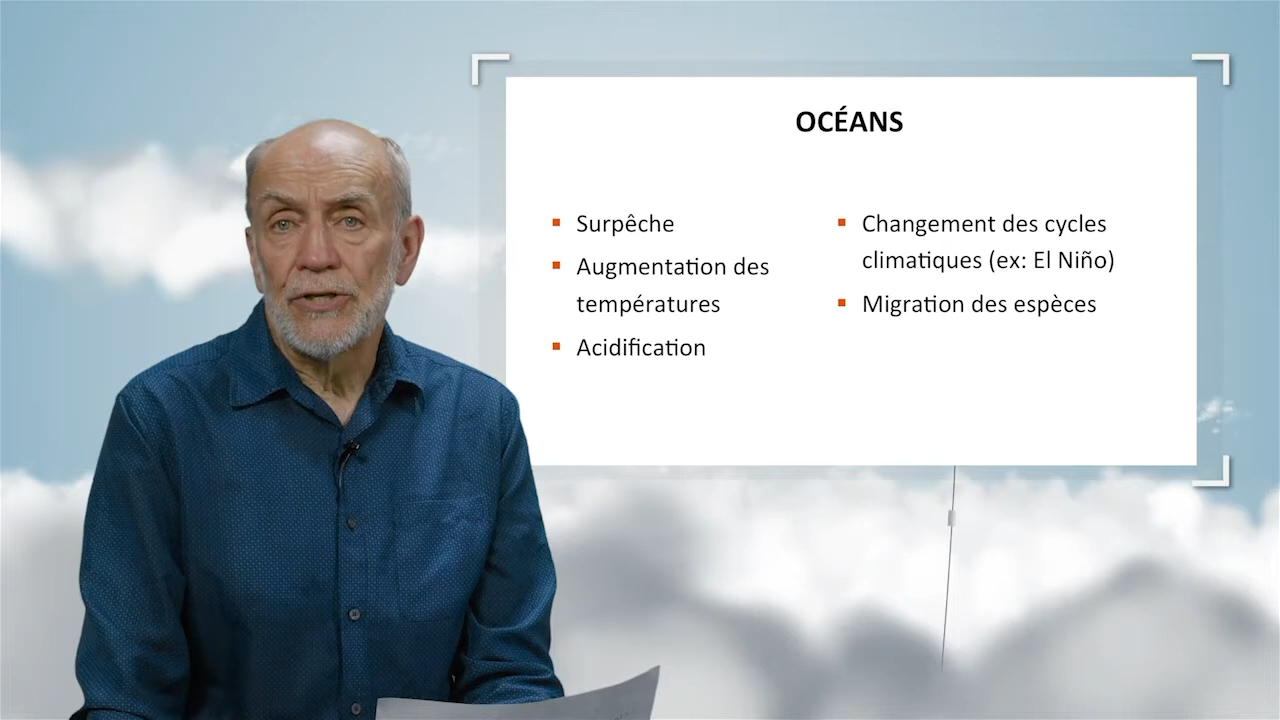 OCÉANS
Surpêche
Augmentation des
températures
Acidification
Changement des cycles
climatiques (ex: El Niño)
Migration des espèces